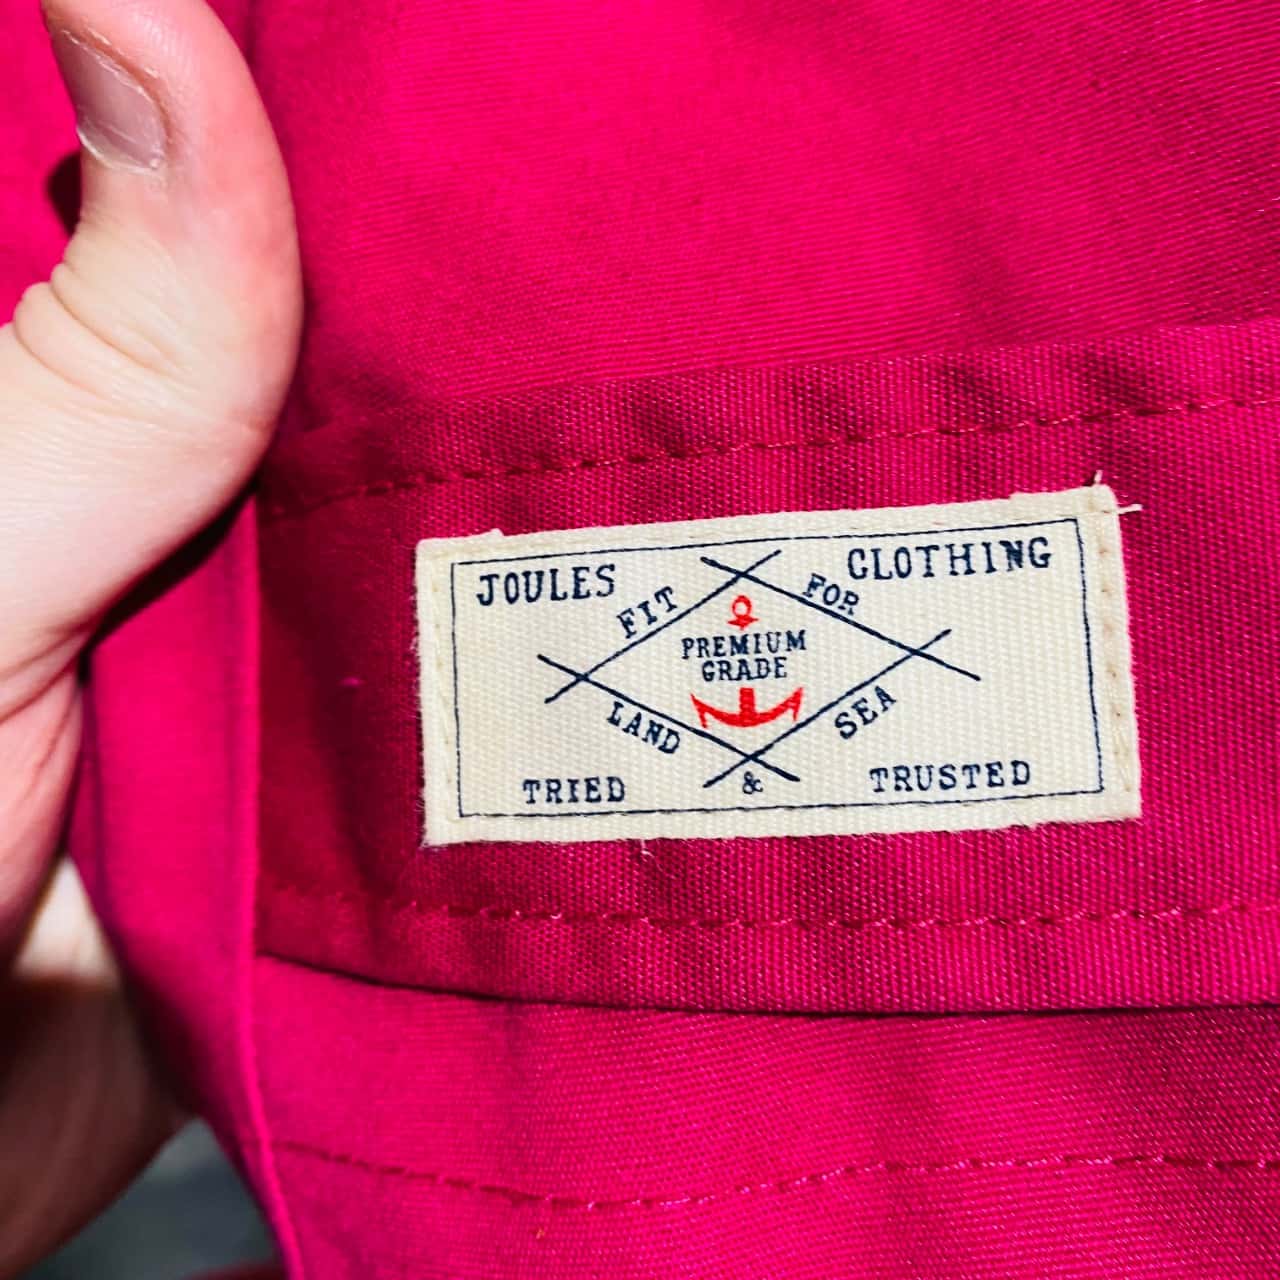 JOULES CLOTHING
FIT FOR
PREMIUM
GRADE
LAND & SEA
TRIED TRUSTED